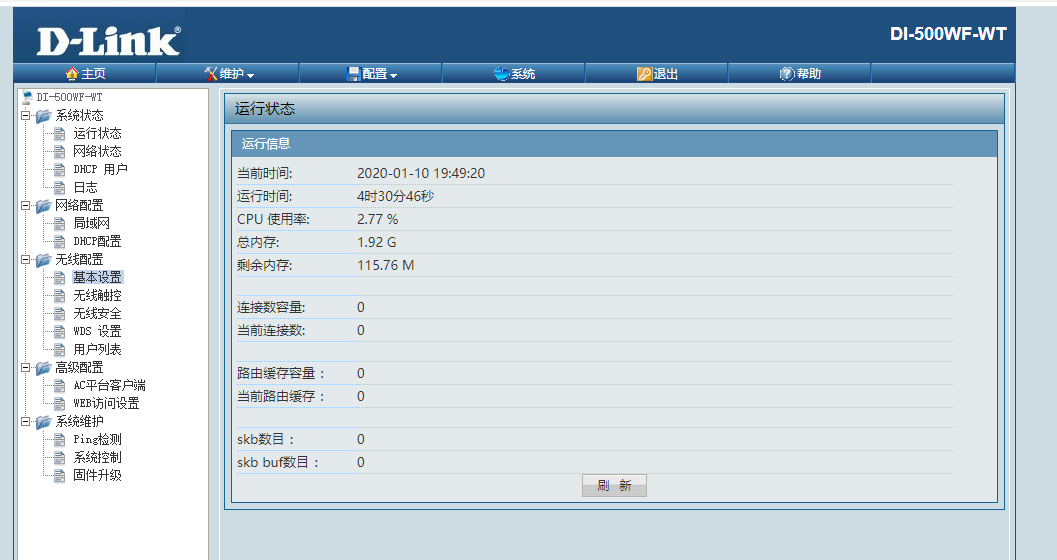 D-Link®
DI-500WF-WT
主页
维护
配置
系统
退出
帮助
DI-500WF-WT
系统状态
运行状态
网络状态
DHCP 用户
日志
网络配置
局域网
DHCP配置
无线配置
基本设置
无线触控
无线安全
WDS 设置
用户列表
高级配置
AC平台客户端
WEB访问设置
系统维护
Ping检测
系统控制
固件升级
运行状态
运行信息
当前时间: 2020-01-10 19:49:20
运行时间: 4时30分46秒
CPU 使用率: 2.77 %
总内存: 1.92 G
剩余内存: 115.76 M
连接数容量: 0
当前连接数: 0
路由缓存容量： 0
当前路由缓存： 0
skb数目： 0
skb buf数目： 0
刷 新